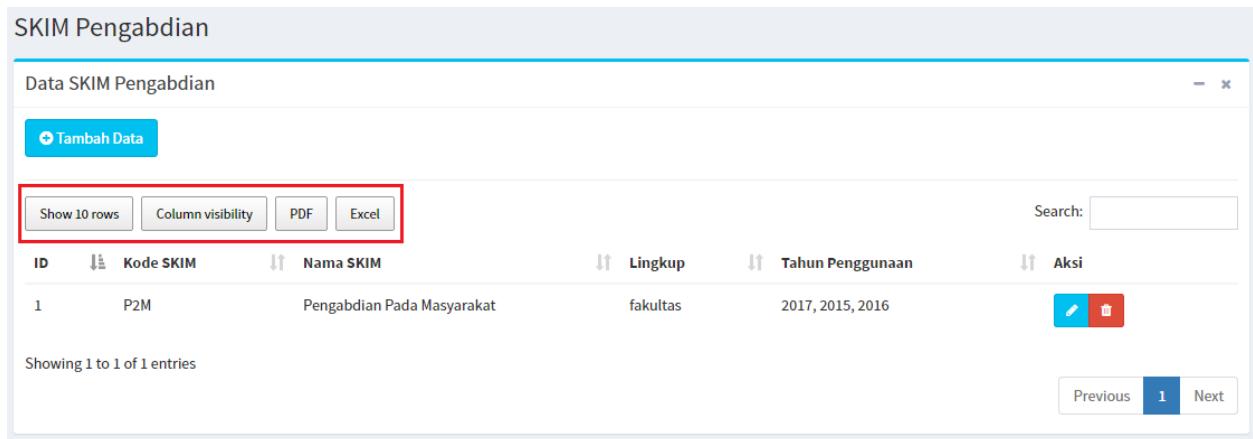 SKIM Pengabdian
Data SKIM Pengabdian
Tambah Data
Show 10 rows Column visibility PDF Excel Search:
ID Kode SKIM Nama SKIM Lingkup Tahun Penggunaan Aksi
1 P2M Pengabdian Pada Masyarakat fakultas 2017, 2015, 2016
Showing 1 to 1 of 1 entries
Previous 1 Next